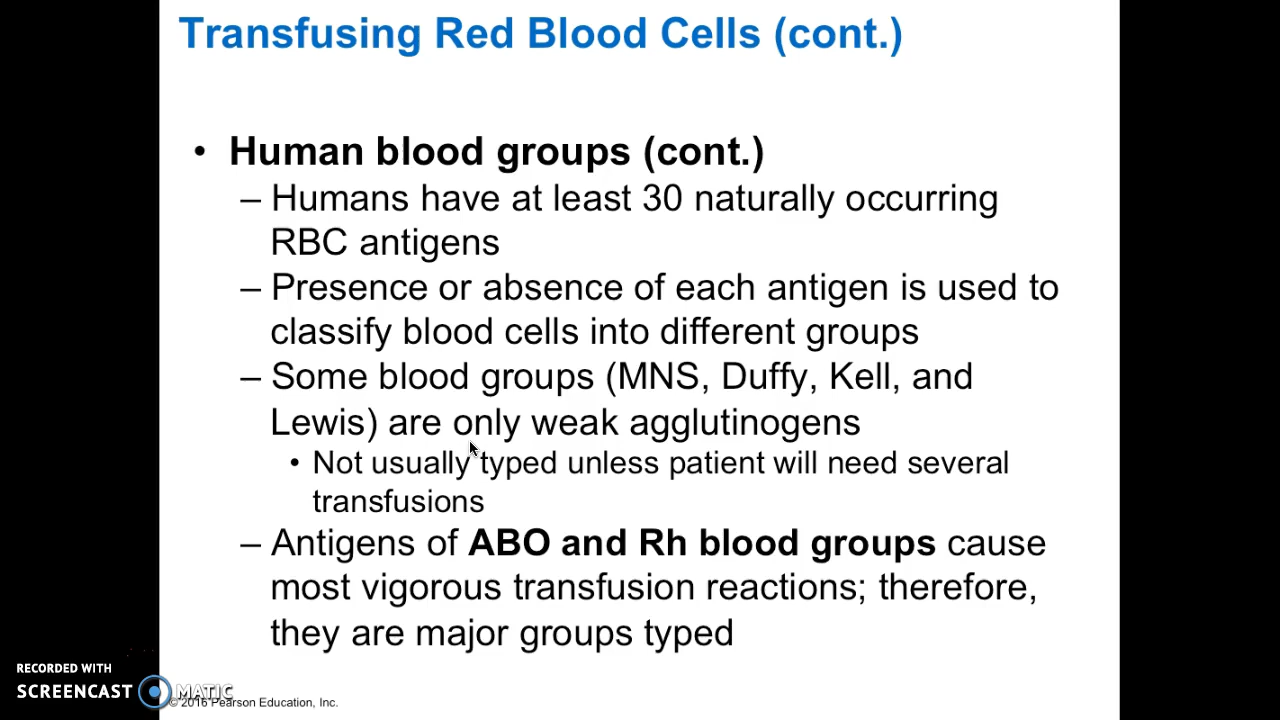 Transfusing Red Blood Cells (cont.)
• Human blood groups (cont.)
– Humans have at least 30 naturally occurring
RBC antigens
– Presence or absence of each antigen is used to
classify blood cells into different groups
– Some blood groups (MNS, Duffy, Kell, and
Lewis) are only weak agglutinogens
• Not usually typed unless patient will need several
transfusions
– Antigens of ABO and Rh blood groups cause
most vigorous transfusion reactions; therefore,
they are major groups typed
RECORDED WITH
SCREENCAST MATIC
© 2016 Pearson Education, Inc.